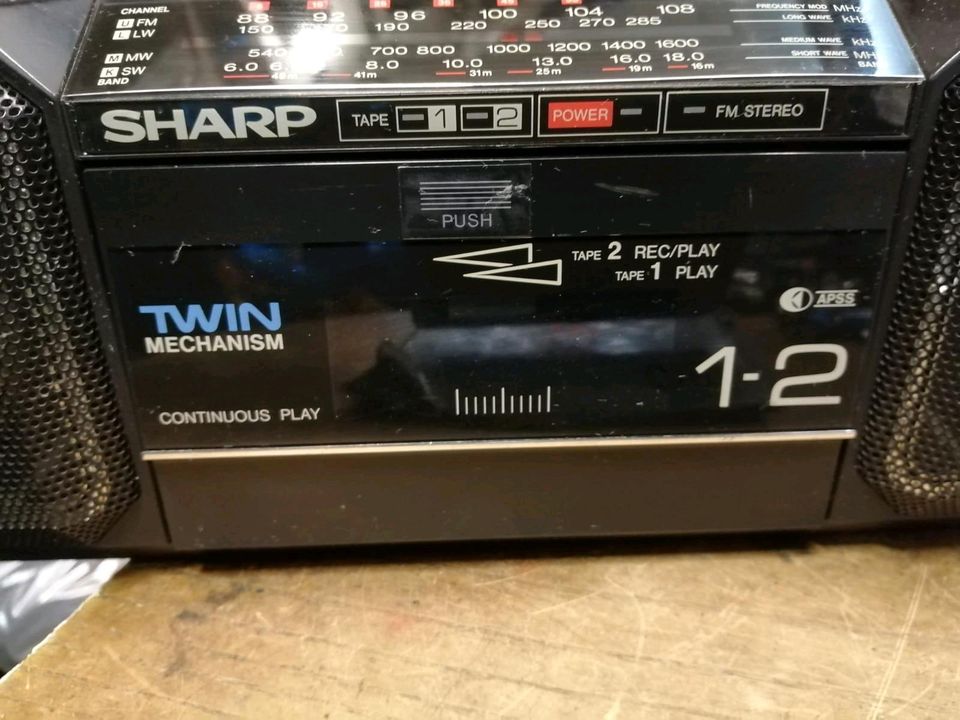 CHANNEL
FREQUENCY MOD MHz
U FM 88 92 96 100 104 108
LONG WAVE kHz
L LW 150 190 220 250 270 285
MEDIUM WAVE kHz
M MW 540 700 800 1000 1200 1400 1600
SHORT WAVE MH
K SW 6.0 8.0 10.0 13.0 16.0 18.0
BAND 49m 41m 31m 25m 19m 16m
SHARP TAPE 1 2 POWER FM STEREO
PUSH
TAPE 2 REC/PLAY
TAPE 1 PLAY
APSS
TWIN
MECHANISM
1-2
CONTINUOUS PLAY